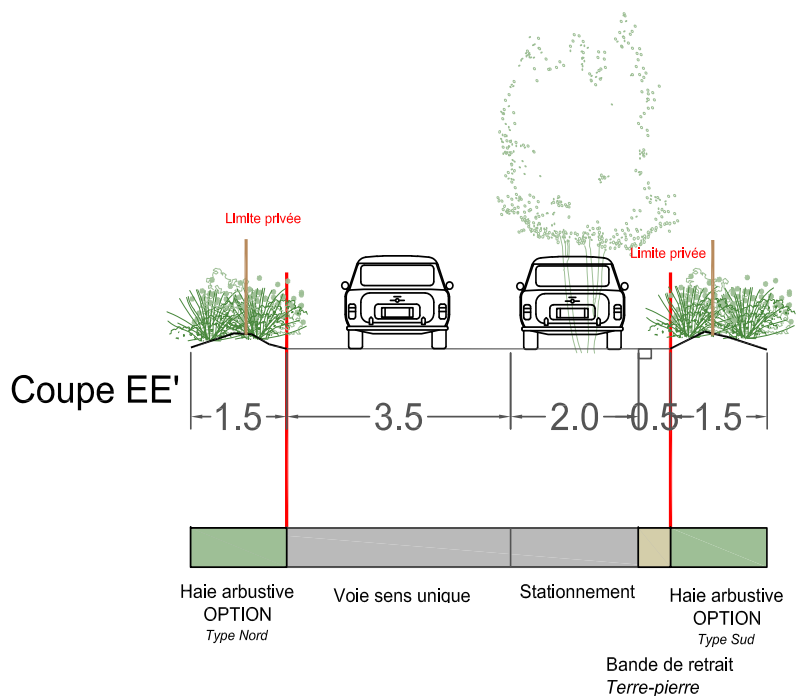 Limite privée
Limite privée
Coupe EE'
1.5
3.5
2.0
0.5
1.5
Haie arbustive
OPTION
Type Nord
Voie sens unique
Stationnement
Haie arbustive
OPTION
Type Sud
Bande de retrait
Terre-pierre